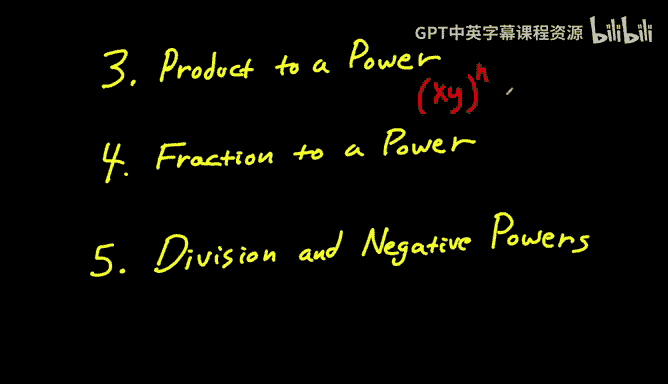 GPT中英字幕课程资源 bilibili
3. Product to a Power
(xy)^n
4. Fraction to a Power
5. Division and Negative Powers